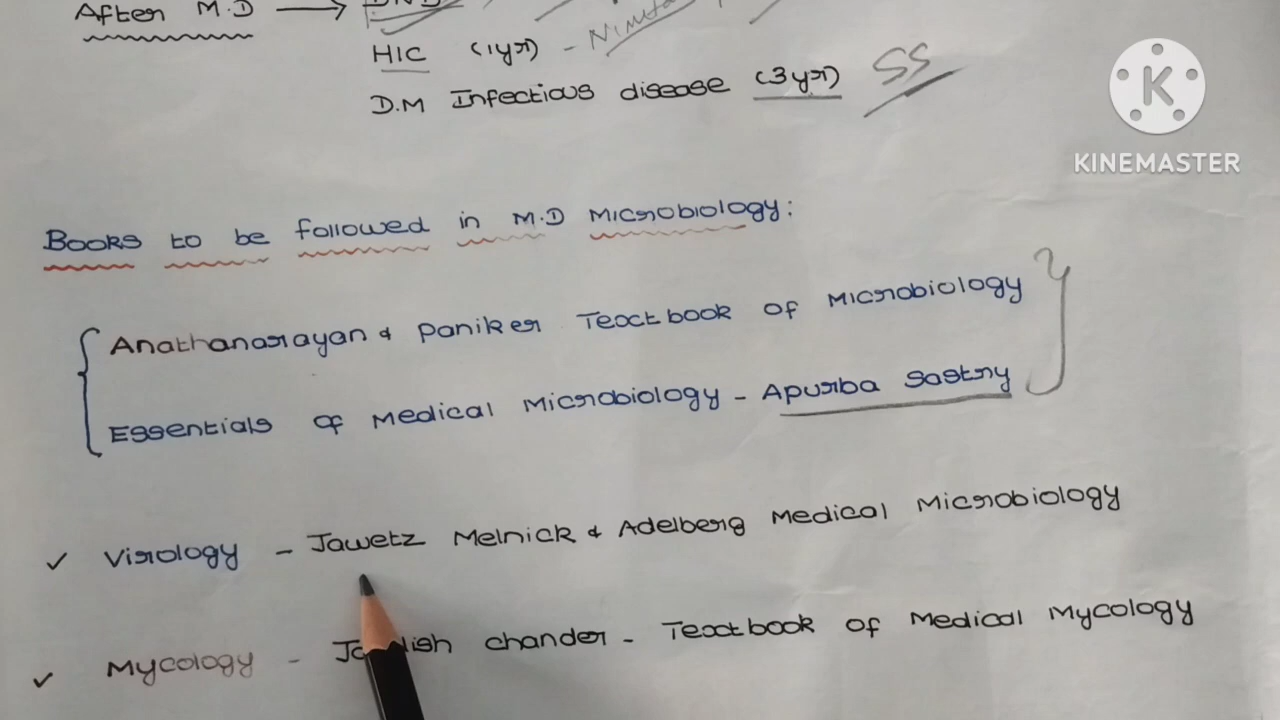 After M.D → DNB
HIC (1yr) -
D.M Infectious disease (3yr) SS
K
KINEMASTER
Books to be followed in M.D Microbiology:
Anathanarayan & Paniker Textbook of Microbiology
Essentials of Medical Microbiology - Apurba Sastry
✓ Virology - Jawetz Melnick & Adelberg Medical Microbiology
✓ Mycology - chander - Textbook of Medical Mycology